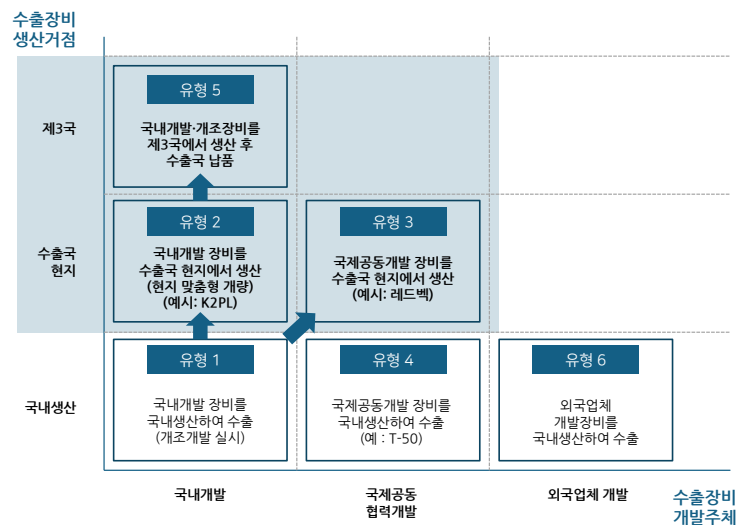 수출장비
생산거점
제3국
유형 5
국내개발·개조장비를
제3국에서 생산 후
수출국 납품
수출국
현지
유형 2
국내개발 장비를
수출국 현지에서 생산
(현지 맞춤형 개량)
(예시: K2PL)
유형 3
국제공동개발 장비를
수출국 현지에서 생산
(예시: 레드벡)
국내생산
유형 1
국내개발 장비를
국내생산하여 수출
(개조개발 실시)
유형 4
국제공동개발 장비를
국내생산하여 수출
(예 : T-50)
유형 6
외국업체
개발장비를
국내생산하여 수출
국내개발
국제공동
협력개발
외국업체 개발
수출장비
개발주체